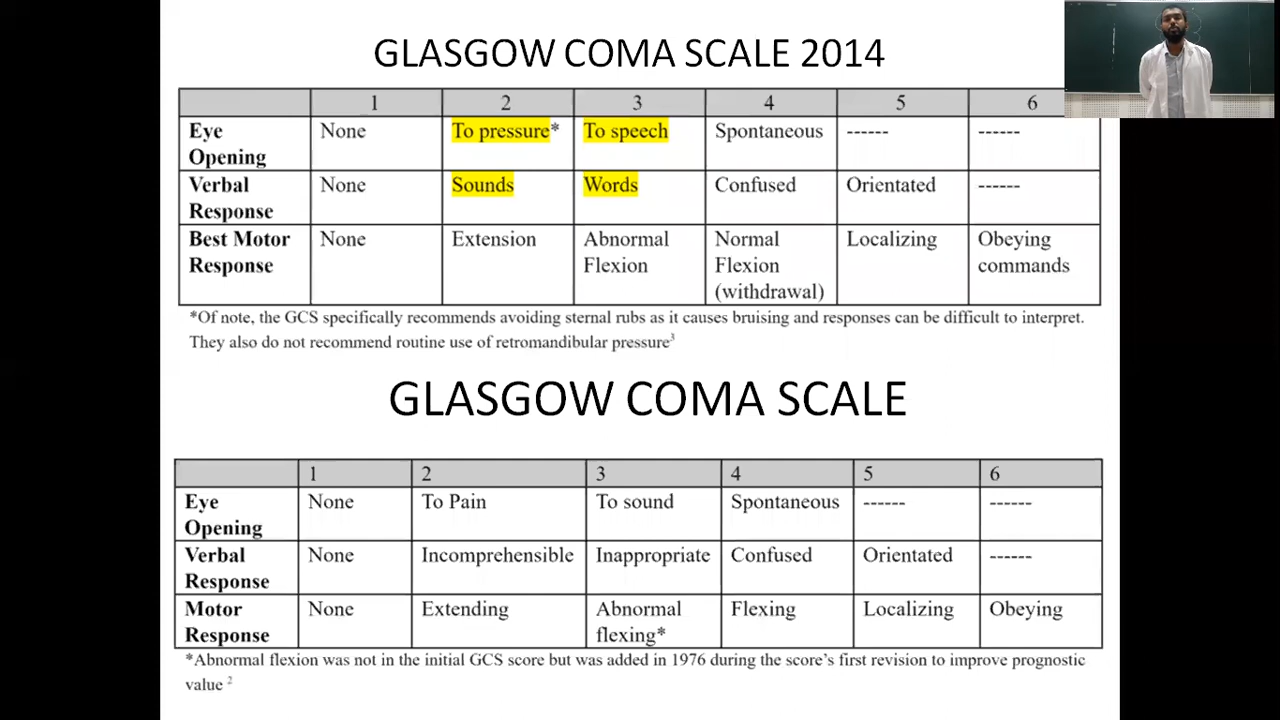 GLASGOW COMA SCALE 2014
1 2 3 4 5 6
Eye Opening None To pressure* To speech Spontaneous ------ ------
Verbal Response None Sounds Words Confused Orientated ------
Best Motor Response None Extension Abnormal Flexion Normal Flexion (withdrawal) Localizing Obeying commands
*Of note, the GCS specifically recommends avoiding sternal rubs as it causes bruising and responses can be difficult to interpret.
They also do not recommend routine use of retromandibular pressure³
GLASGOW COMA SCALE
1 2 3 4 5 6
Eye Opening None To Pain To sound Spontaneous ------ ------
Verbal Response None Incomprehensible Inappropriate Confused Orientated ------
Motor Response None Extending Abnormal flexing* Flexing Localizing Obeying
*Abnormal flexion was not in the initial GCS score but was added in 1976 during the score’s first revision to improve prognostic
value ²